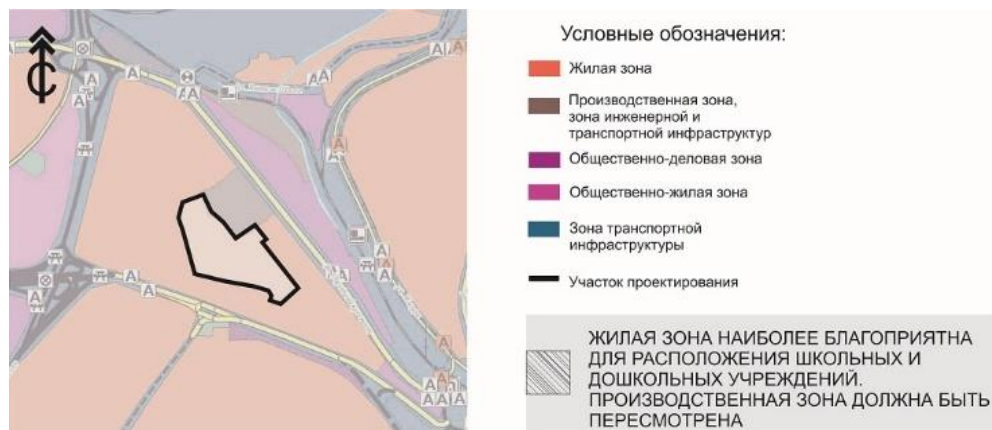 С
Условные обозначения:
Жилая зона
Производственная зона,
зона инженерной и
транспортной инфраструктур
Общественно-деловая зона
Общественно-жилая зона
Зона транспортной
инфраструктуры
Участок проектирования
ЖИЛАЯ ЗОНА НАИБОЛЕЕ БЛАГОПРИЯТНА
ДЛЯ РАСПОЛОЖЕНИЯ ШКОЛЬНЫХ И
ДОШКОЛЬНЫХ УЧРЕЖДЕНИЙ.
ПРОИЗВОДСТВЕННАЯ ЗОНА ДОЛЖНА БЫТЬ
ПЕРЕСМОТРЕНА